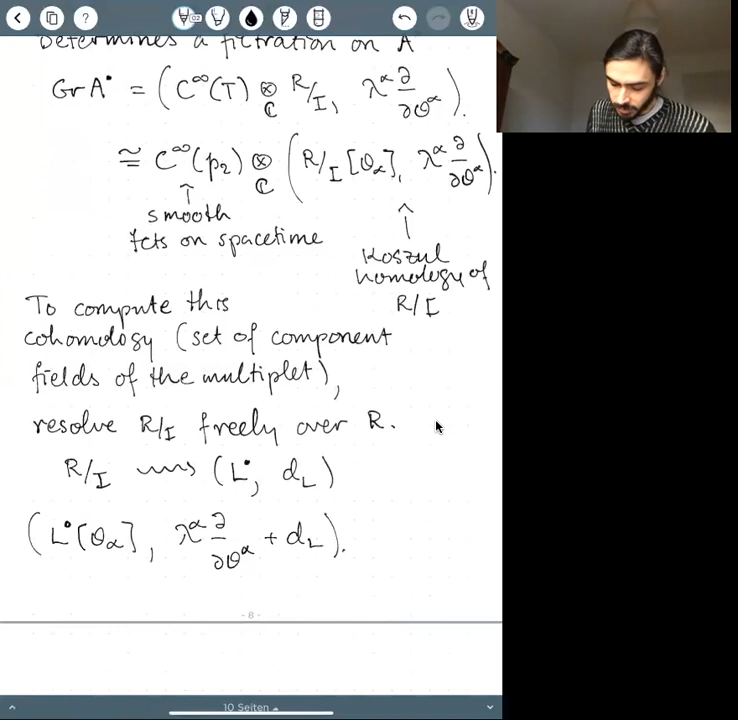 Determines a filtration on A
Gr A• = (C^∞(T) ⊗_C R/I, λ^α ∂/∂θ^α).
≅ C^∞(p₂) ⊗_C (R/I[θ_α], λ^α ∂/∂θ^α).
↑
smooth
fcts on spacetime
↑
Koszul
homology of
R/I
To compute this
cohomology (set of component
fields of the multiplet),
resolve R/I freely over R.
R/I ⇝ (L•, d_L)
(L•[θ_α], λ^α ∂/∂θ^α + d_L).
- 8 -
10 Seiten